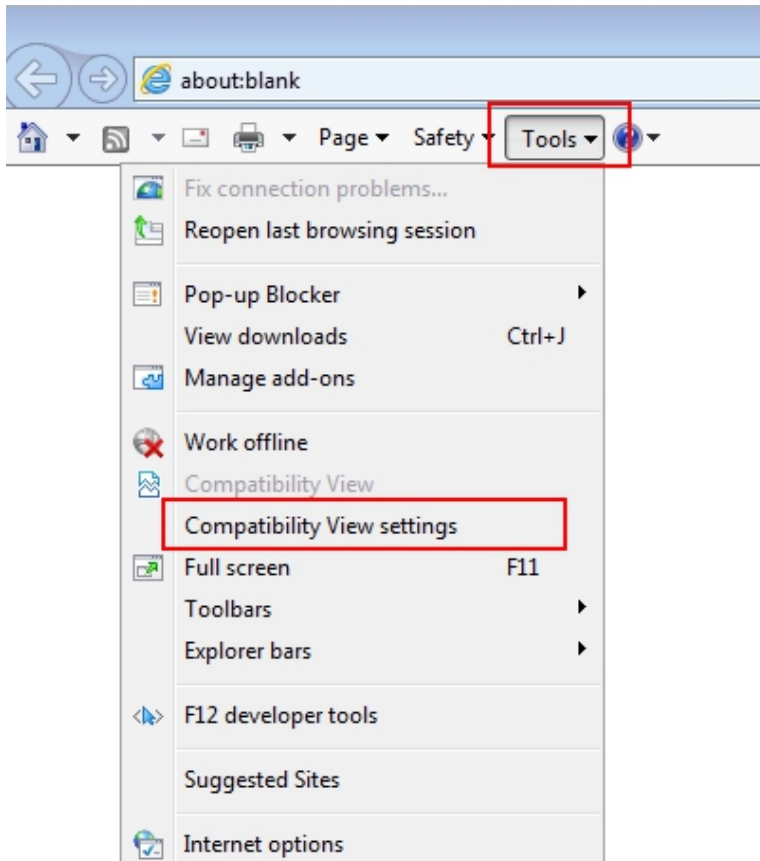 about:blank
Page Safety Tools
Fix connection problems...
Reopen last browsing session
Pop-up Blocker
View downloads Ctrl+J
Manage add-ons
Work offline
Compatibility View
Compatibility View settings
Full screen F11
Toolbars
Explorer bars
F12 developer tools
Suggested Sites
Internet options